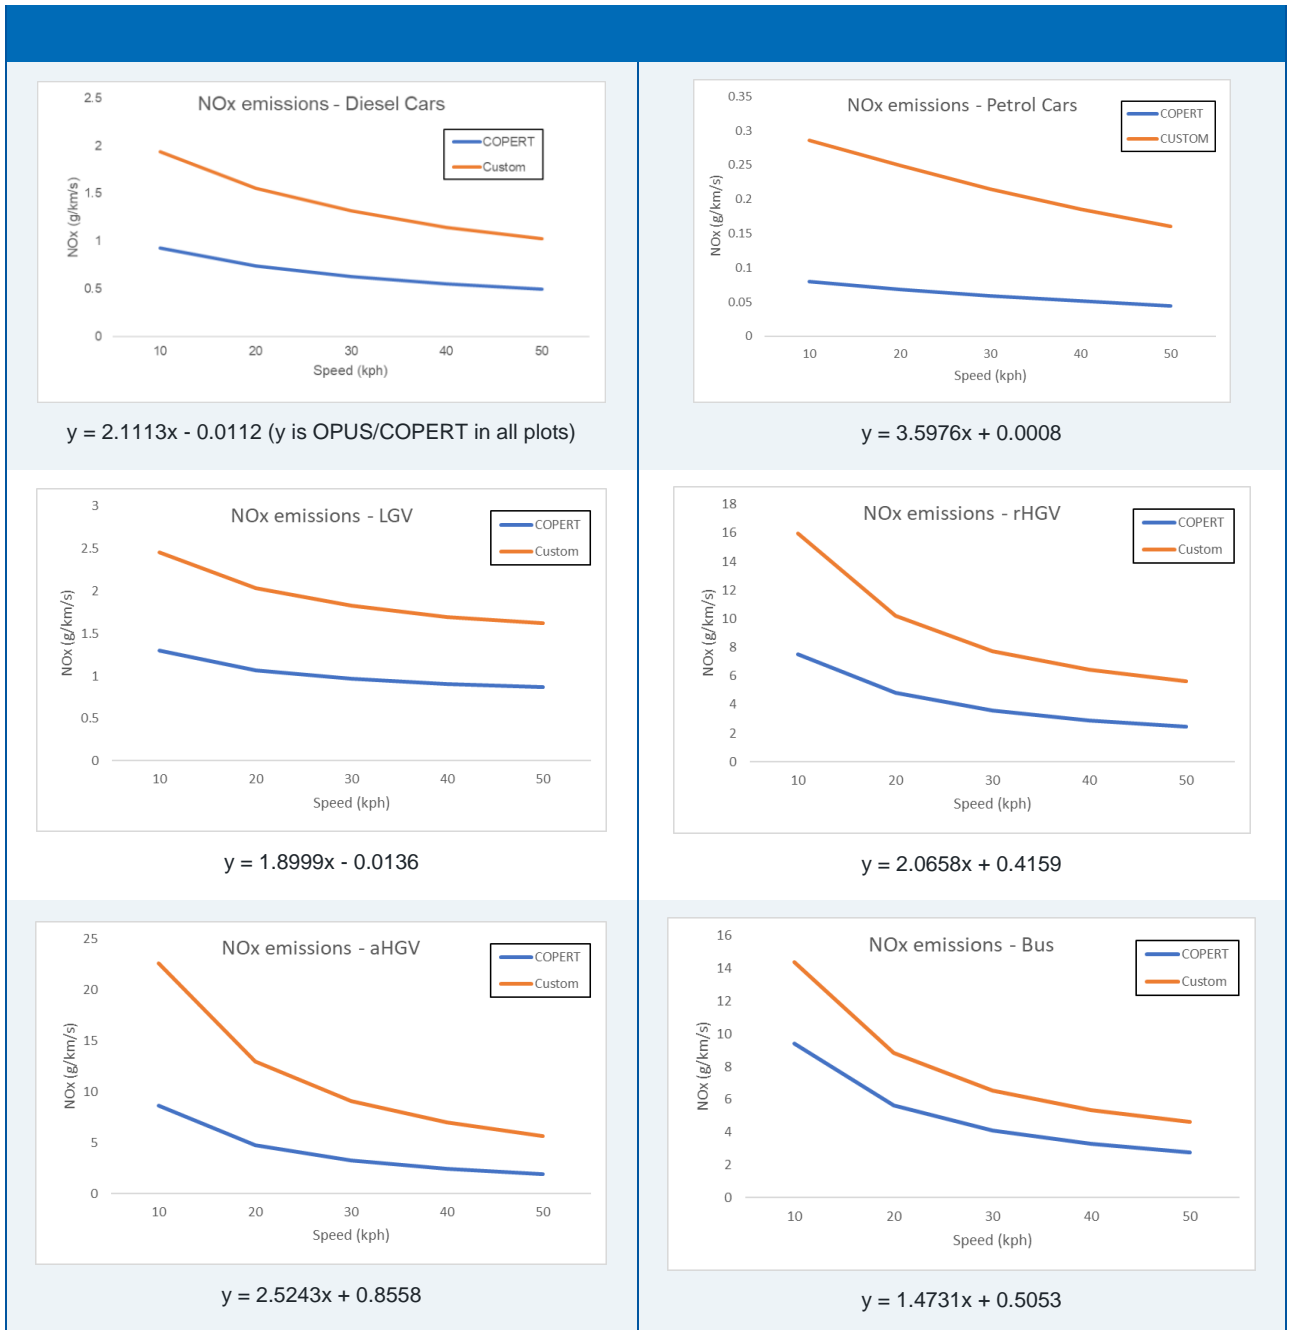 NOx emissions - Diesel Cars
COPERT
Custom
NOx (g/km/s)
2.5
2
1.5
1
0.5
0
10 20 30 40 50
Speed (kph)
y = 2.1113x - 0.0112 (y is OPUS/COPERT in all plots)
NOx emissions - Petrol Cars
COPERT
CUSTOM
NOx (g/km/s)
0.35
0.3
0.25
0.2
0.15
0.1
0.05
0
10 20 30 40 50
Speed (kph)
y = 3.5976x + 0.0008
NOx emissions - LGV
COPERT
Custom
NOx (g/km/s)
3
2.5
2
1.5
1
0.5
0
10 20 30 40 50
Speed (kph)
y = 1.8999x - 0.0136
NOx emissions - rHGV
COPERT
Custom
NOx (g/km/s)
18
16
14
12
10
8
6
4
2
0
10 20 30 40 50
Speed (kph)
y = 2.0658x + 0.4159
NOx emissions - aHGV
COPERT
Custom
NOx (g/km/s)
25
20
15
10
5
0
10 20 30 40 50
Speed (kph)
y = 2.5243x + 0.8558
NOx emissions - Bus
COPERT
Custom
NOx (g/km/s)
16
14
12
10
8
6
4
2
0
10 20 30 40 50
Speed (kph)
y = 1.4731x + 0.5053